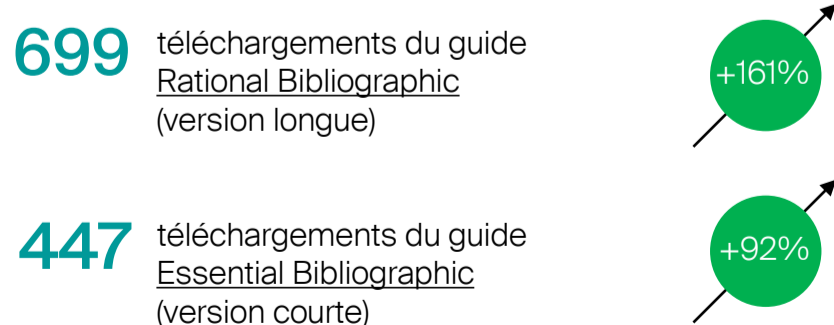 699
téléchargements du guide
Rational Bibliographic
(version longue)
+161%
447
téléchargements du guide
Essential Bibliographic
(version courte)
+92%